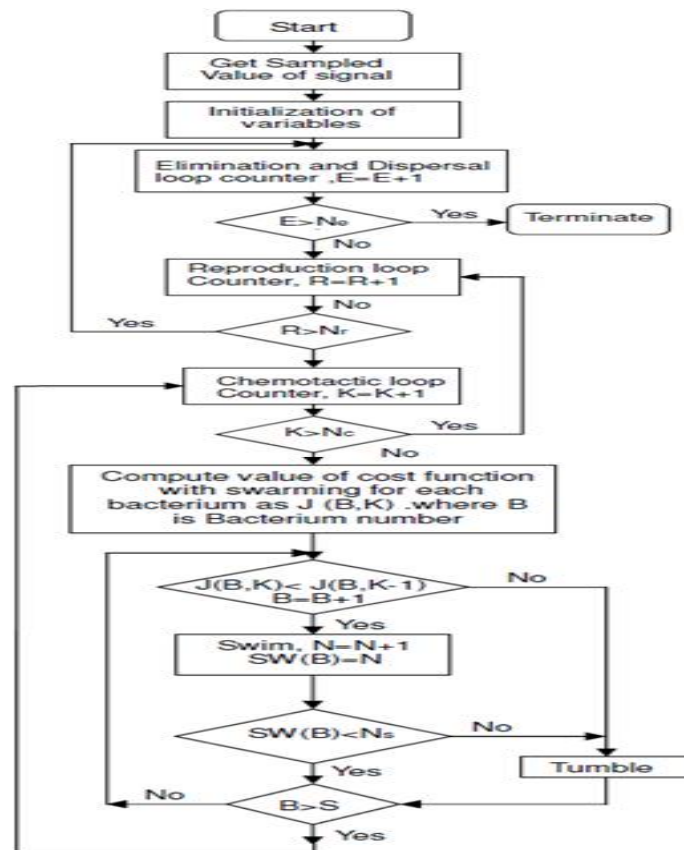 Start
Get Sampled
Value of signal
Initialization of
variables
Elimination and Dispersal
loop counter ,E=E+1
E>Ne
Yes
Terminate
No
Reproduction loop
Counter, R=R+1
No
Yes
R>Nr
Chemotactic loop
Counter, K=K+1
K>Nc
Yes
No
Compute value of cost function
with swarming for each
bacterium as J (B,K) .where B
is Bacterium number
J(B,K)< J(B,K-1)
B=B+1
No
Yes
Swim, N=N+1
SW(B)=N
SW(B)<Ns
No
Yes
Tumble
No
B>S
Yes